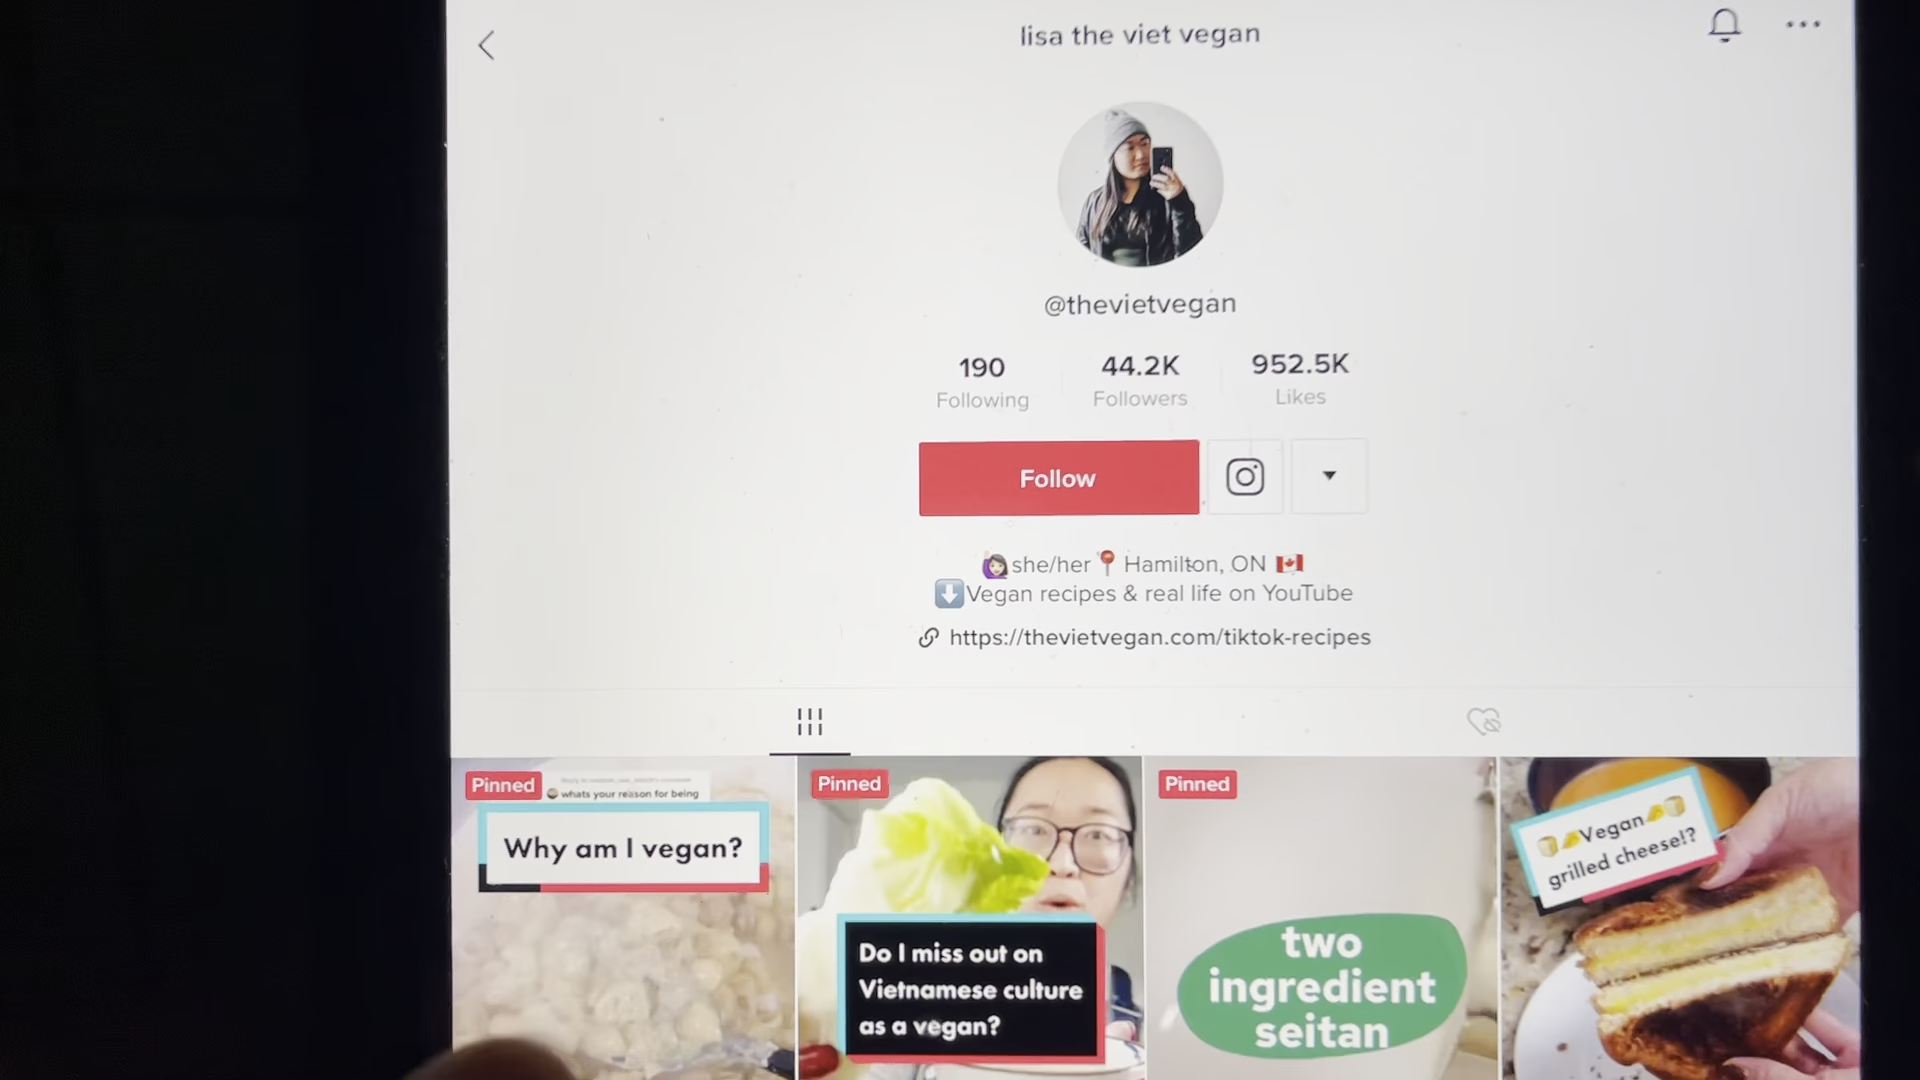 lisa the viet vegan
@thevietvegan
190
Following
44.2K
Followers
952.5K
Likes
Follow
she/her📍Hamilton, ON 🇨🇦
⬇️Vegan recipes & real life on YouTube
https://thevietvegan.com/tiktok-recipes
Pinned
whats your reason for being
Why am I vegan?
Pinned
Do I miss out on
Vietnamese culture
as a vegan?
Pinned
two
ingredient
seitan
Vegan
grilled cheese!?